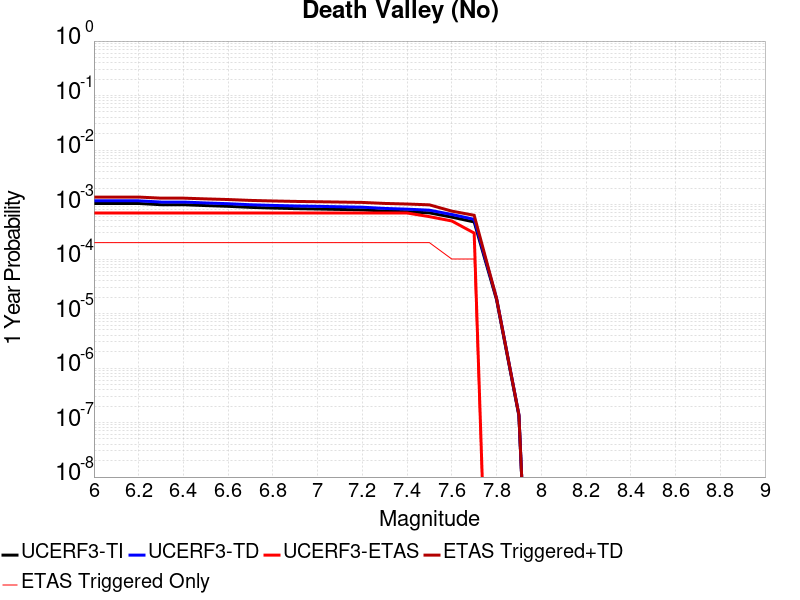 Death Valley (No)
10^0
10^-1
10^-2
10^-3
10^-4
10^-5
10^-6
10^-7
10^-8
1 Year Probability
6 6.2 6.4 6.6 6.8 7 7.2 7.4 7.6 7.8 8 8.2 8.4 8.6 8.8 9
Magnitude
UCERF3-TI UCERF3-TD UCERF3-ETAS ETAS Triggered+TD
ETAS Triggered Only